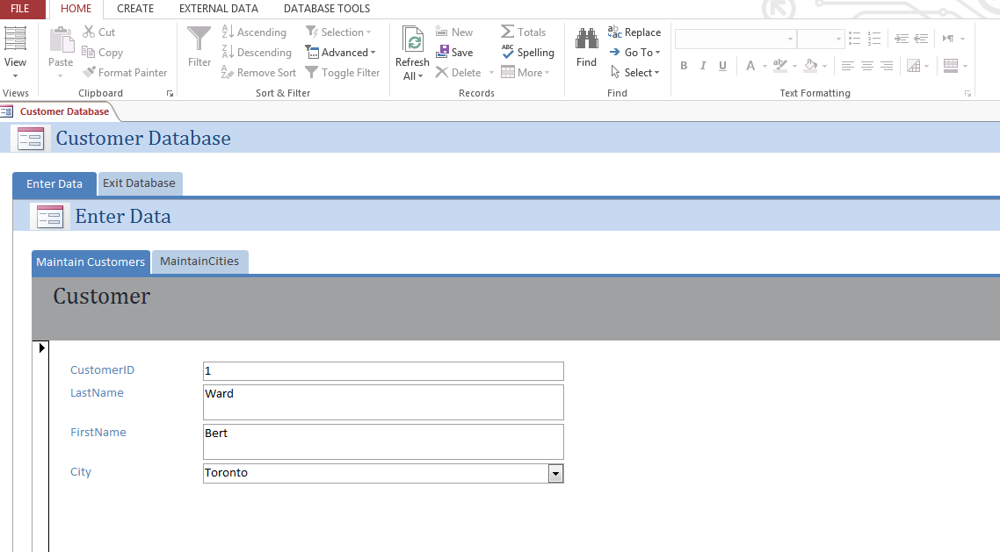 FILE HOME CREATE EXTERNAL DATA DATABASE TOOLS
View
Views
Paste
Cut
Copy
Format Painter
Clipboard
Filter
Ascending
Descending
Remove Sort
Selection
Advanced
Toggle Filter
Sort & Filter
Refresh
All
New
Save
Delete
Totals
Spelling
More
Records
Find
Replace
Go To
Select
Find
B I U A
Text Formatting
Customer Database
Customer Database
Enter Data Exit Database
Enter Data
Maintain Customers MaintainCities
Customer
CustomerID 1
LastName Ward
FirstName Bert
City Toronto